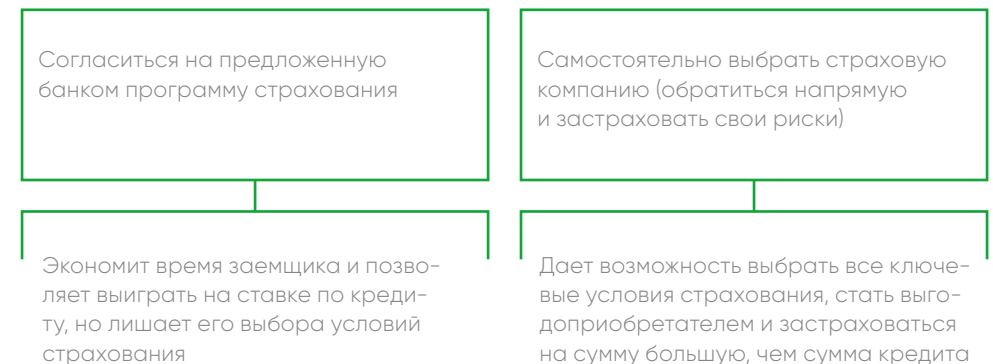 Согласиться на предложенную
банком программу страхования
Самостоятельно выбрать страховую
компанию (обратиться напрямую
и застраховать свои риски)
Экономит время заемщика и позво-
ляет выиграть на ставке по креди-
ту, но лишает его выбора условий
страхования
Дает возможность выбрать все ключе-
вые условия страхования, стать выго-
доприобретателем и застраховаться
на сумму большую, чем сумма кредита